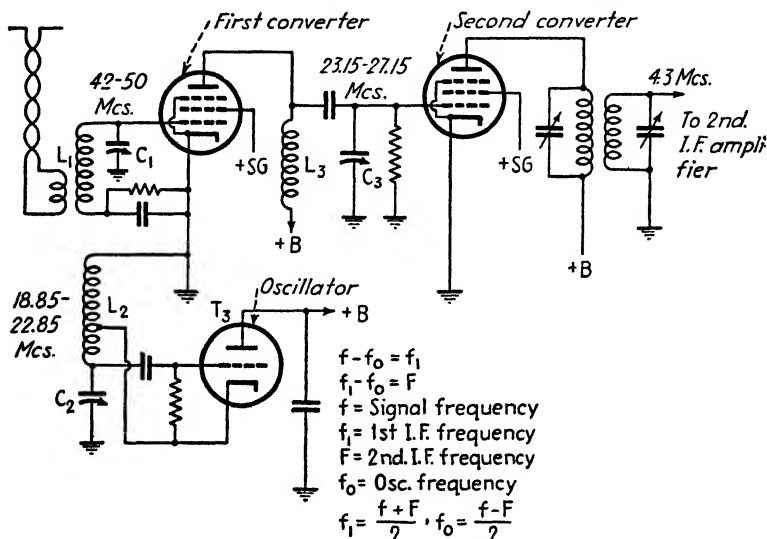 First converter
Second converter
42-50
Mcs.
23.15-27.15
Mcs.
4.3 Mcs.
To 2nd.
I.F. ampli
fier
L1
C1
+SG
L3
C3
+SG
+B
+B
18.85-
22.85
Mcs.
L2
C2
T3
Oscillator
+B
f-f₀ = f₁
f₁-f₀ = F
f = Signal frequency
f₁ = 1st I.F. frequency
F = 2nd. I.F. frequency
f₀ = Osc. frequency
f₁ = f+F/2 , f₀ = f-F/2